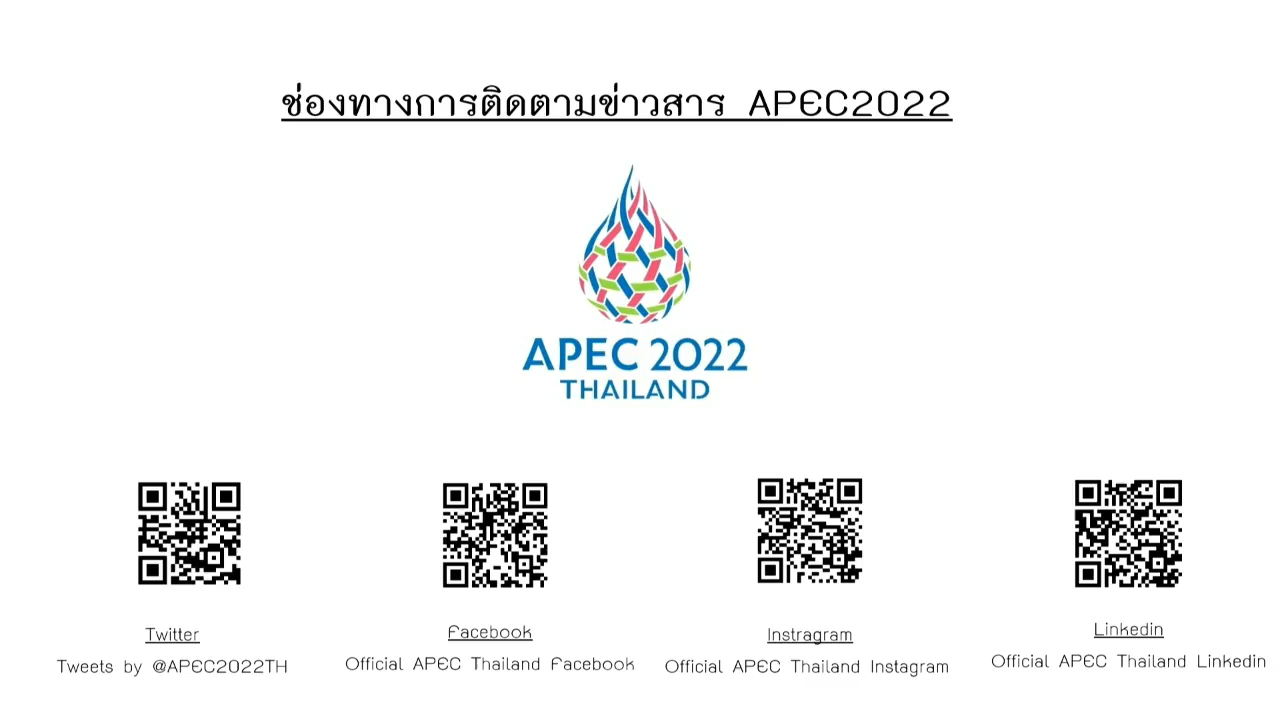 ช่องทางการติดตามข่าวสาร APEC2022
APEC 2022
THAILAND
Twitter
Tweets by @APEC2022TH
Facebook
Official APEC Thailand Facebook
Instragram
Official APEC Thailand Instagram
Linkedin
Official APEC Thailand Linkedin